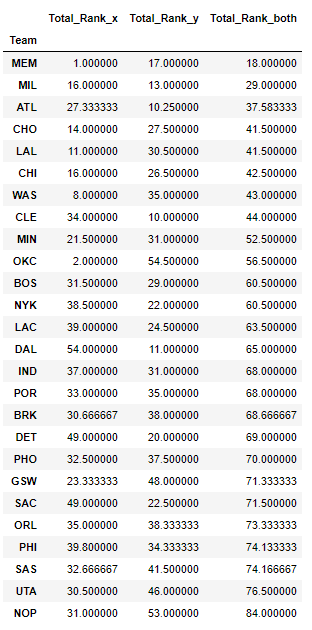 Total_Rank_x Total_Rank_y Total_Rank_both
Team
MEM 1.000000 17.000000 18.000000
MIL 16.000000 13.000000 29.000000
ATL 27.333333 10.250000 37.583333
CHO 14.000000 27.500000 41.500000
LAL 11.000000 30.500000 41.500000
CHI 16.000000 26.500000 42.500000
WAS 8.000000 35.000000 43.000000
CLE 34.000000 10.000000 44.000000
MIN 21.500000 31.000000 52.500000
OKC 2.000000 54.500000 56.500000
BOS 31.500000 29.000000 60.500000
NYK 38.500000 22.000000 60.500000
LAC 39.000000 24.500000 63.500000
DAL 54.000000 11.000000 65.000000
IND 37.000000 31.000000 68.000000
POR 33.000000 35.000000 68.000000
BRK 30.666667 38.000000 68.666667
DET 49.000000 20.000000 69.000000
PHO 32.500000 37.500000 70.000000
GSW 23.333333 48.000000 71.333333
SAC 49.000000 22.500000 71.500000
ORL 35.000000 38.333333 73.333333
PHI 39.800000 34.333333 74.133333
SAS 32.666667 41.500000 74.166667
UTA 30.500000 46.000000 76.500000
NOP 31.000000 53.000000 84.000000